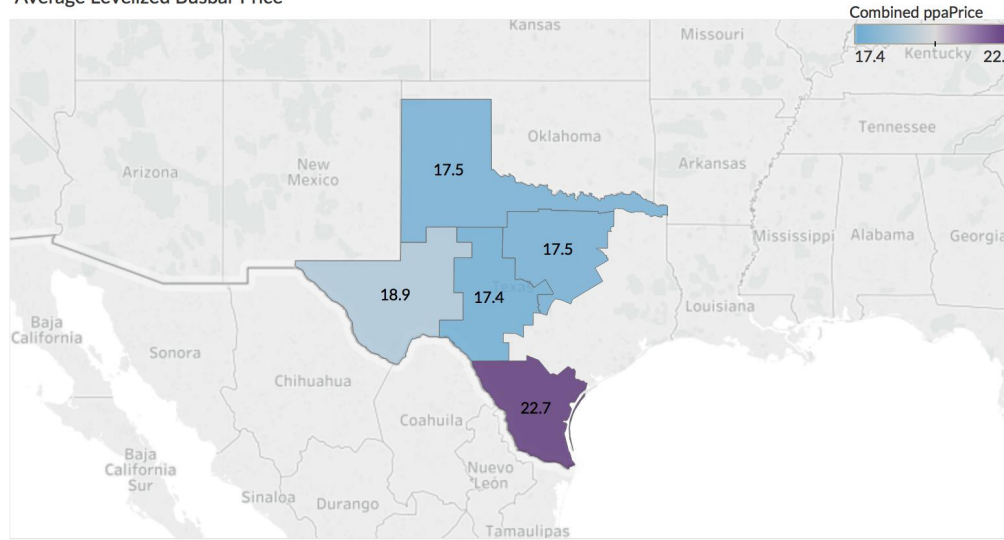 Average Levelized Busbar Price
Combined ppaPrice
17.4
22.
Kansas
Missouri
Kentucky
Oklahoma
Tennessee
Arizona
New
Mexico
17.5
Arkansas
Mississippi
Alabama
Georgia
17.5
Texas
18.9
17.4
Louisiana
Baja
California
Sonora
Chihuahua
22.7
Coahuila
Baja
California
Sur
Nuevo
León
Sinaloa
Durango
Tamaulipas